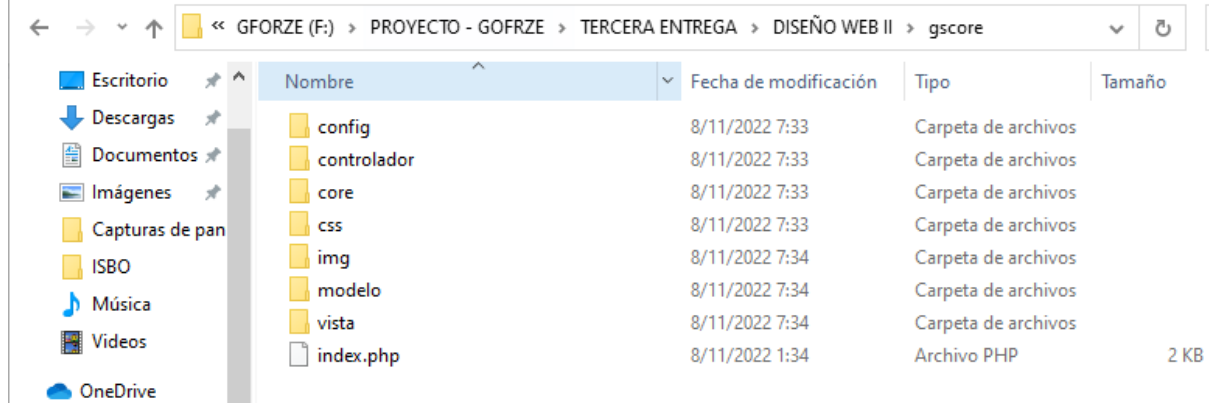 « GFORZE (F:) > PROYECTO - GOFRZE > TERCERA ENTREGA > DISEÑO WEB II > gscore
Escritorio
Descargas
Documentos
Imágenes
Capturas de pan
ISBO
Música
Videos
OneDrive
Nombre Fecha de modificación Tipo Tamaño
config 8/11/2022 7:33 Carpeta de archivos
controlador 8/11/2022 7:33 Carpeta de archivos
core 8/11/2022 7:33 Carpeta de archivos
css 8/11/2022 7:33 Carpeta de archivos
img 8/11/2022 7:34 Carpeta de archivos
modelo 8/11/2022 7:34 Carpeta de archivos
vista 8/11/2022 7:34 Carpeta de archivos
index.php 8/11/2022 1:34 Archivo PHP 2 KB